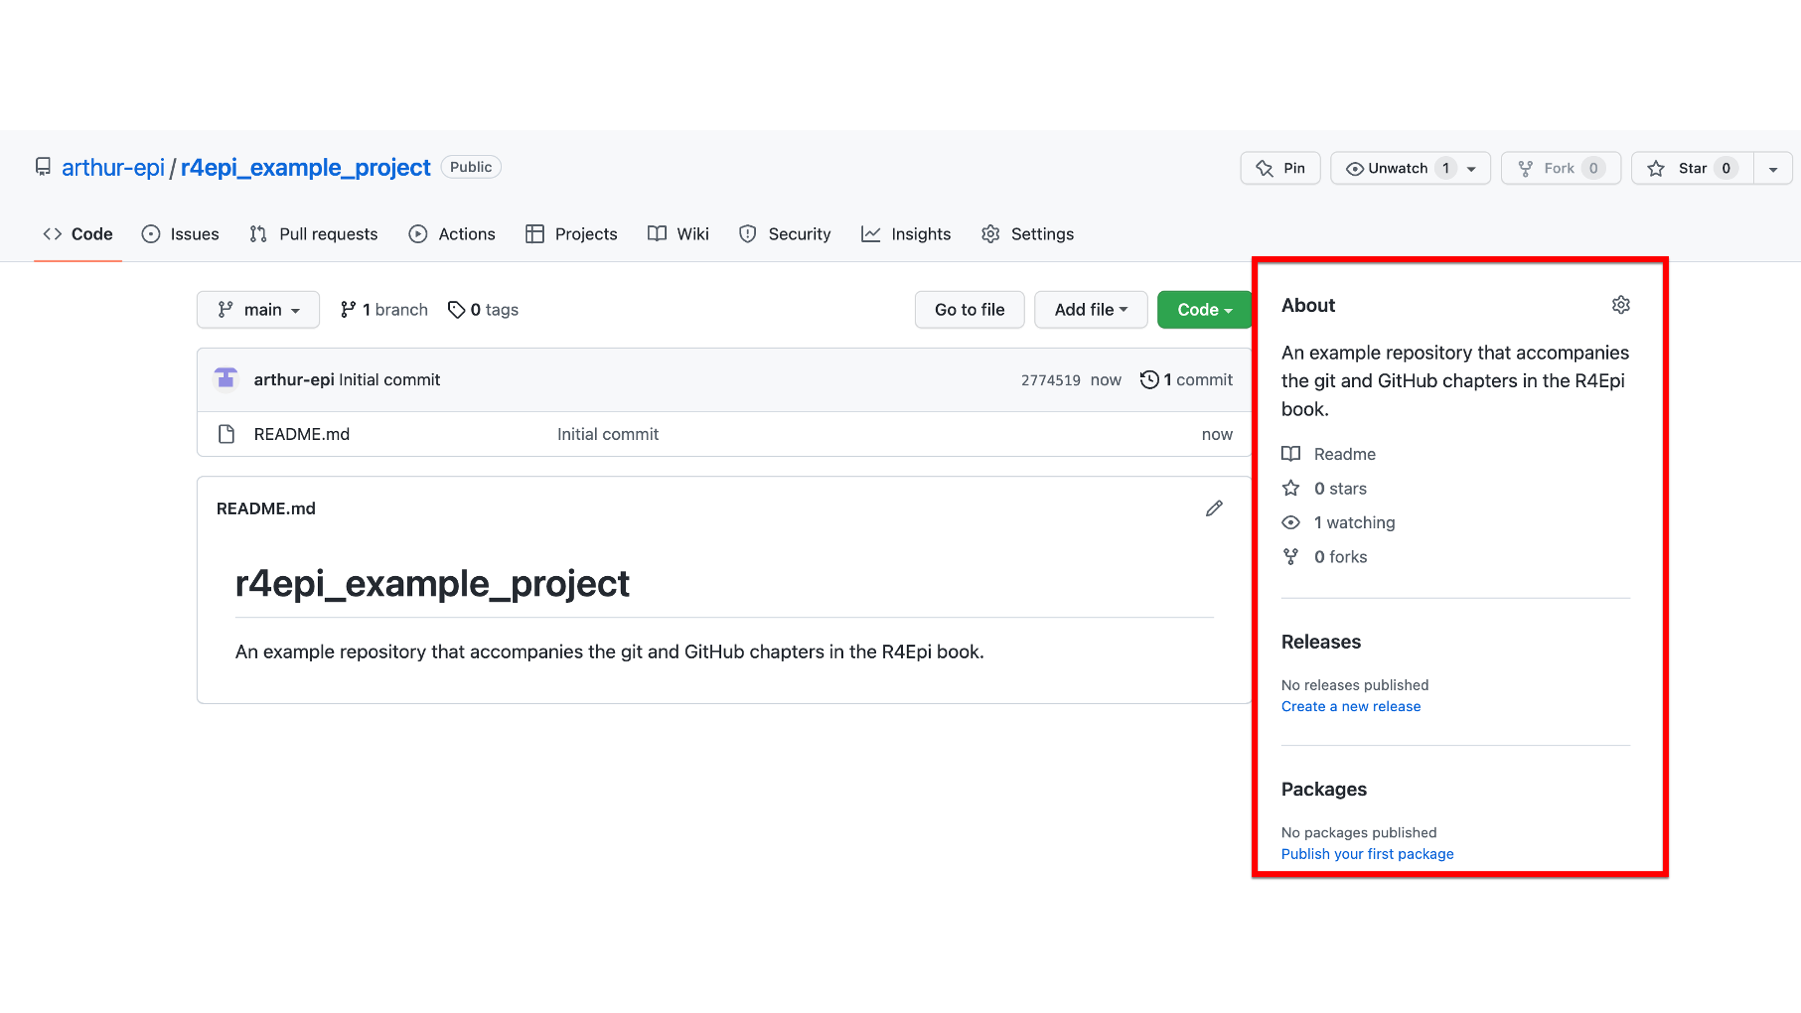 arthur-epi / r4epi_example_project Public
Pin Unwatch 1 Fork 0 Star 0
Code Issues Pull requests Actions Projects Wiki Security Insights Settings
main 1 branch 0 tags Go to file Add file Code
arthur-epi Initial commit 2774519 now 1 commit
README.md Initial commit now
README.md
r4epi_example_project
An example repository that accompanies the git and GitHub chapters in the R4Epi book.
About
An example repository that accompanies
the git and GitHub chapters in the R4Epi
book.
Readme
0 stars
1 watching
0 forks
Releases
No releases published
Create a new release
Packages
No packages published
Publish your first package